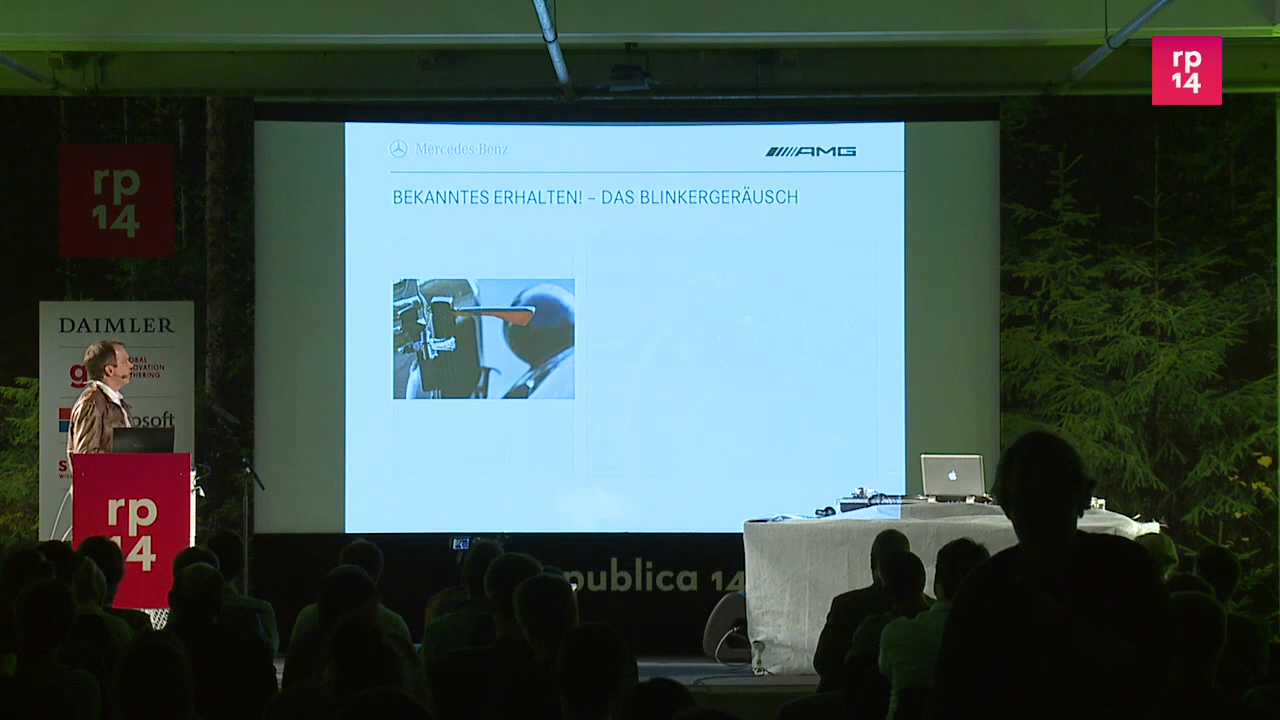 rp
14
Mercedes-Benz
AMG
BEKANNTES ERHALTEN! – DAS BLINKERGERÄUSCH
rp
14
DAIMLER
rp
14
publica 14